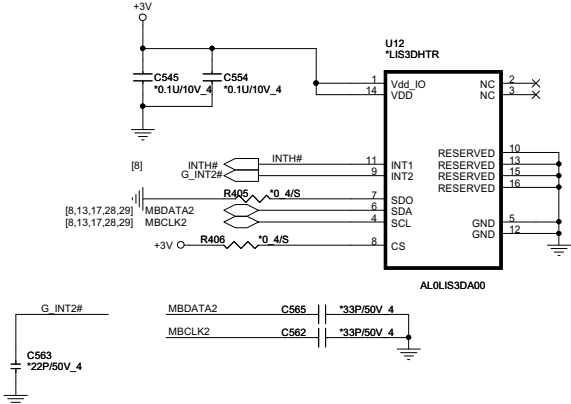 +3V
U12
*LIS3DHTR
C545
*0.1U/10V_4
C554
*0.1U/10V_4
1 Vdd_IO NC 2
14 VDD NC 3
RESERVED 10
[8] INTH# INTH# 11 INT1 RESERVED 13
G_INT2# 9 INT2 RESERVED 15
RESERVED 16
R405 *0_4/S 7 SDO
[8,13,17,28,29] MBDATA2 6 SDA
[8,13,17,28,29] MBCLK2 4 SCL GND 5
GND 12
+3V R406 *0_4/S 8 CS
AL0LIS3DA00
G_INT2# MBDATA2 C565 *33P/50V_4
MBCLK2 C562 *33P/50V_4
C563
*22P/50V_4